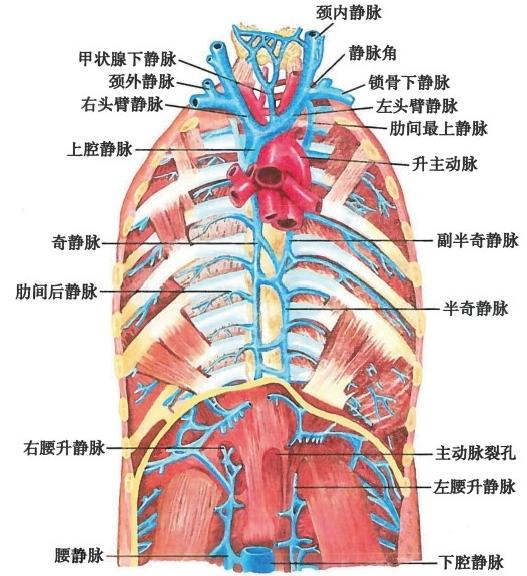 颈内静脉
甲状腺下静脉
静脉角
颈外静脉
锁骨下静脉
右头臂静脉
左头臂静脉
肋间最上静脉
上腔静脉
升主动脉
奇静脉
副半奇静脉
肋间后静脉
半奇静脉
右腰升静脉
主动脉裂孔
左腰升静脉
腰静脉
下腔静脉